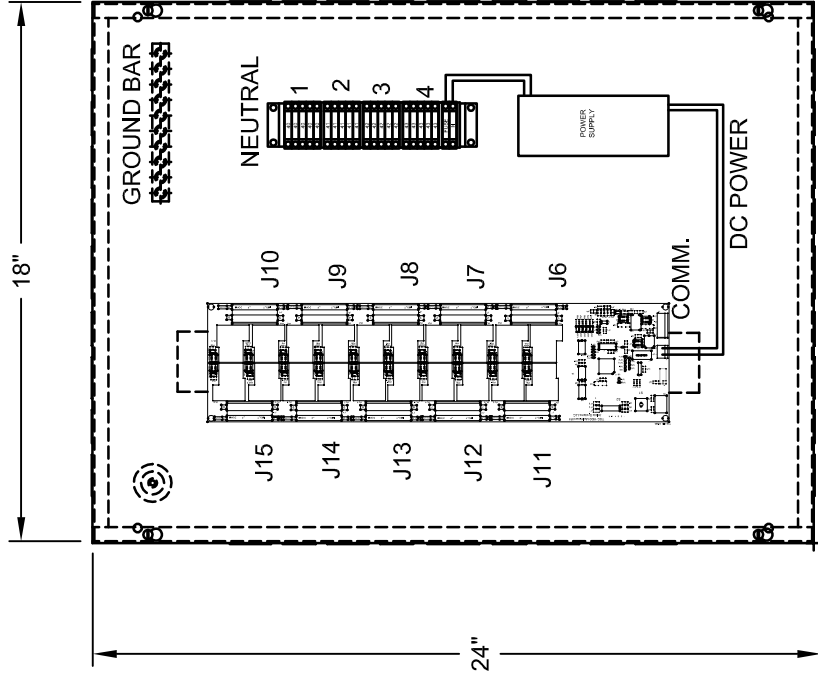 18"
GROUND BAR
NEUTRAL
1
2
3
4
POWER
SUPPLY
DC POWER
COMM.
J10
J9
J8
J7
J6
J15
J14
J13
J12
J11
24"